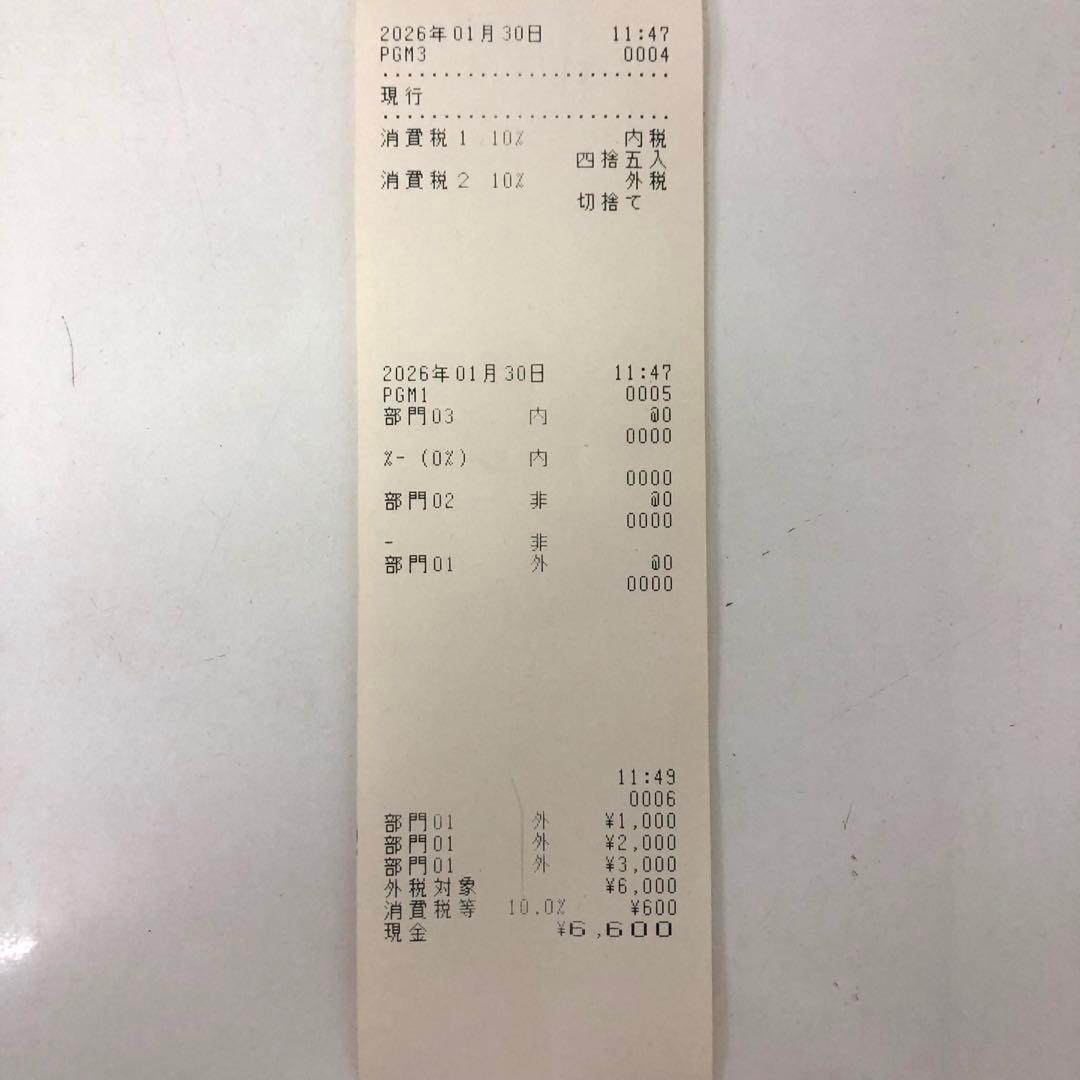 2026年01月30日 11:47
PGM3 0004
現行
消費税1 10% 内税
四捨五入
消費税2 10% 外税
切捨て
2026年01月30日 11:47
PGM1 0005
部門03 内 @0
0000
%- (0%) 内
0000
部門02 非 @0
0000
- 非
部門01 外 @0
0000
11:49
0006
部門01 外 ¥1,000
部門01 外 ¥2,000
部門01 外 ¥3,000
外税対象 ¥6,000
消費税等 10.0% ¥600
現金 ¥6,600